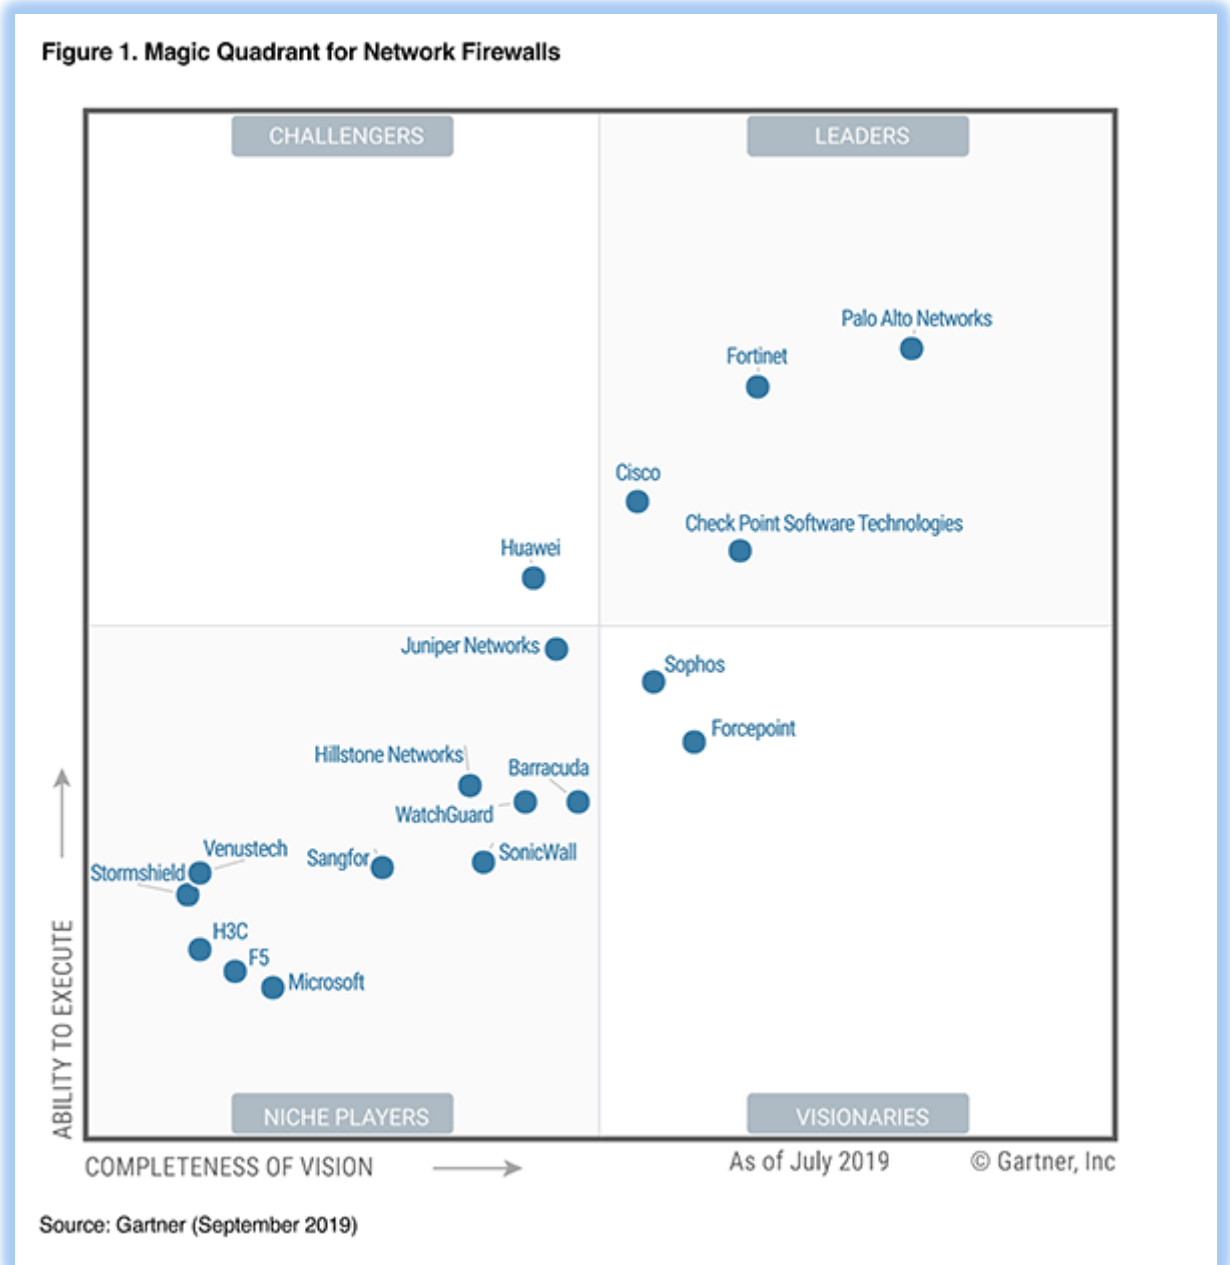 Figure 1. Magic Quadrant for Network Firewalls
CHALLENGERS
LEADERS
Palo Alto Networks
Fortinet
Cisco
Check Point Software Technologies
Huawei
Juniper Networks
Sophos
Forcepoint
Hillstone Networks
Barracuda
WatchGuard
Venustech
Sangfor
SonicWall
Stormshield
H3C
F5
Microsoft
ABILITY TO EXECUTE
NICHE PLAYERS
VISIONARIES
COMPLETENESS OF VISION
As of July 2019
© Gartner, Inc
Source: Gartner (September 2019)